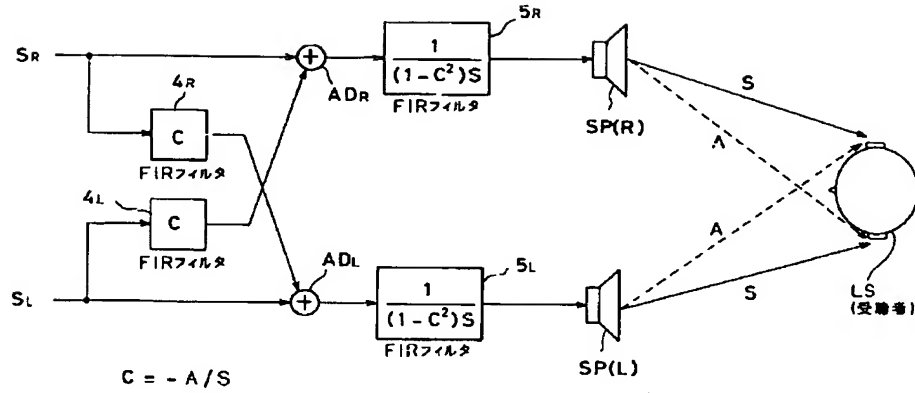 SR
4R
C
FIRフィルタ
4L
C
FIRフィルタ
SL
C = -A/S
+
ADR
ADL
+
5R
1
(1-C²)S
FIRフィルタ
5L
1
(1-C²)S
FIRフィルタ
SP(R)
SP(L)
S
A
A
S
LS
(受聴者)